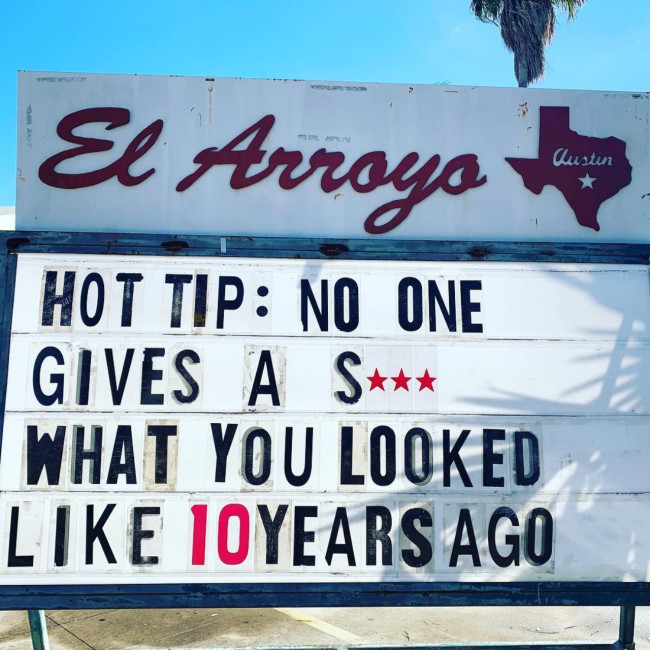 El Arroyo
Austin
HOT TIP: NO ONE
GIVES A S★★★
WHAT YOU LOOKED
LIKE 10 YEARS AGO